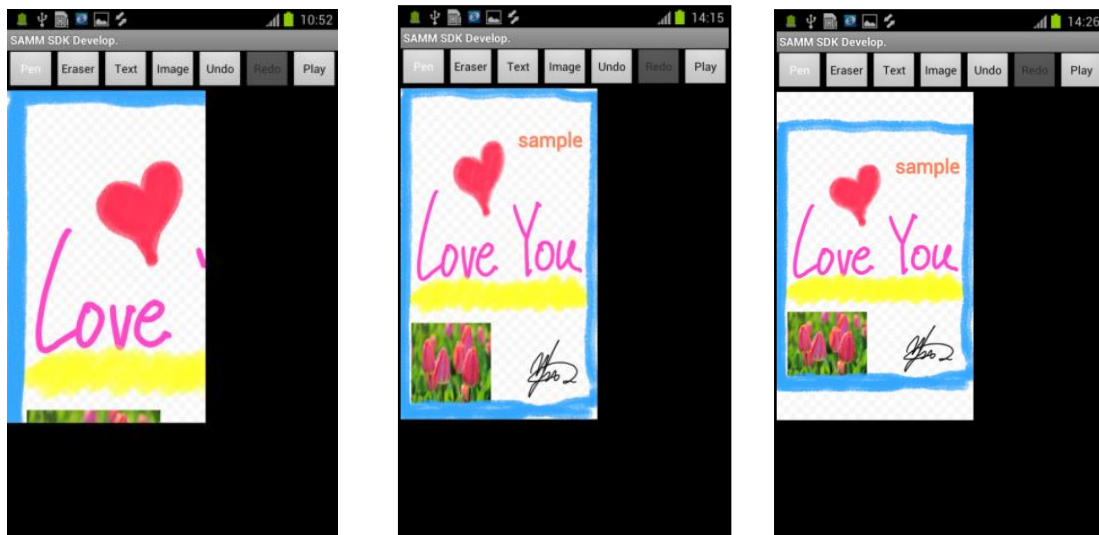 10:52
SAMM SDK Develop.
Pen Eraser Text Image Undo Redo Play
Love
14:15
SAMM SDK Develop.
Pen Eraser Text Image Undo Redo Play
sample
Love You
14:26
SAMM SDK Develop.
Pen Eraser Text Image Undo Redo Play
sample
Love You